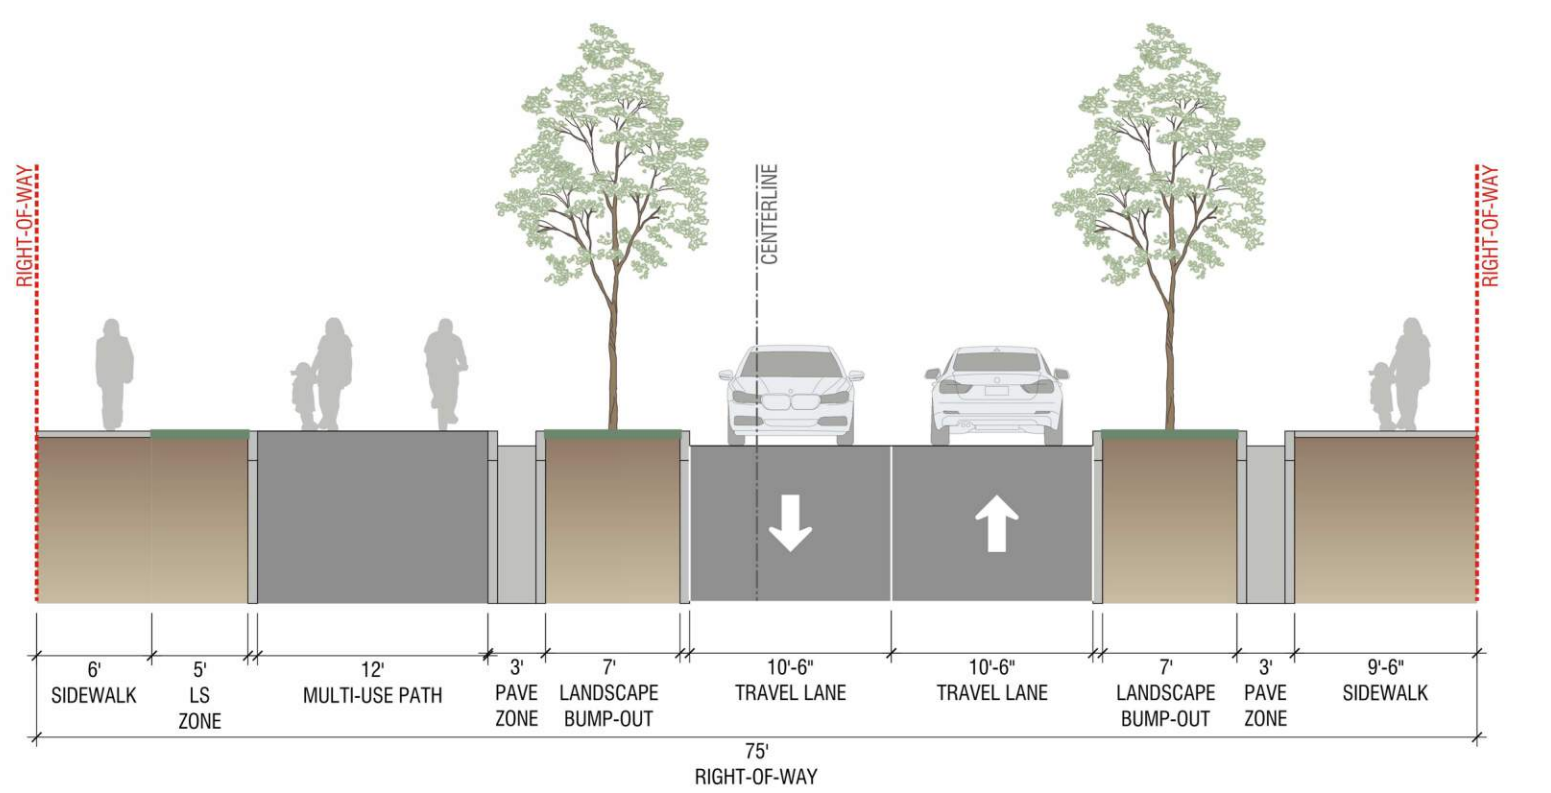 RIGHT-OF-WAY
CENTERLINE
RIGHT-OF-WAY
6'
SIDEWALK
5'
LS
ZONE
12'
MULTI-USE PATH
3'
PAVE
ZONE
7'
LANDSCAPE
BUMP-OUT
10'-6"
TRAVEL LANE
10'-6"
TRAVEL LANE
7'
LANDSCAPE
BUMP-OUT
3'
PAVE
ZONE
9'-6"
SIDEWALK
75'
RIGHT-OF-WAY